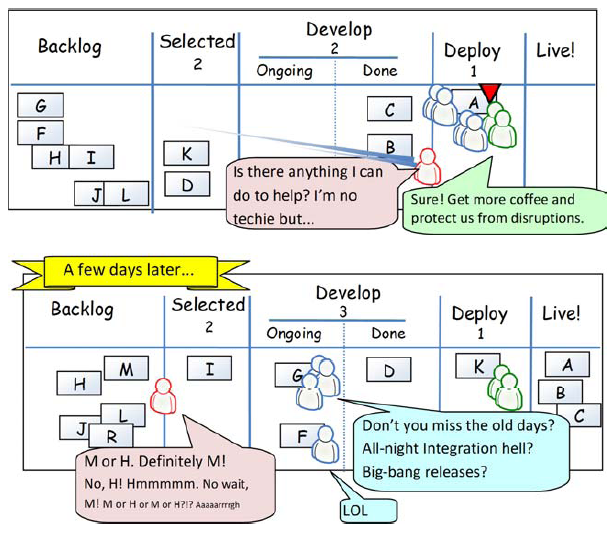 Backlog
Selected
2
Develop
2
Ongoing
Done
Deploy
1
Live!
G
F
H
I
J
L
K
D
C
B
A
Is there anything I can
do to help? I'm no
techie but...
Sure! Get more coffee and
protect us from disruptions.
A few days later...
Backlog
Selected
2
Develop
3
Ongoing
Done
Deploy
1
Live!
H
M
J
L
R
I
G
F
D
K
A
B
C
M or H. Definitely M!
No, H! Hmmmmm. No wait,
M! M or H or M or H?!? Aaaaarrrrgh
Don't you miss the old days?
All-night Integration hell?
Big-bang releases?
LOL